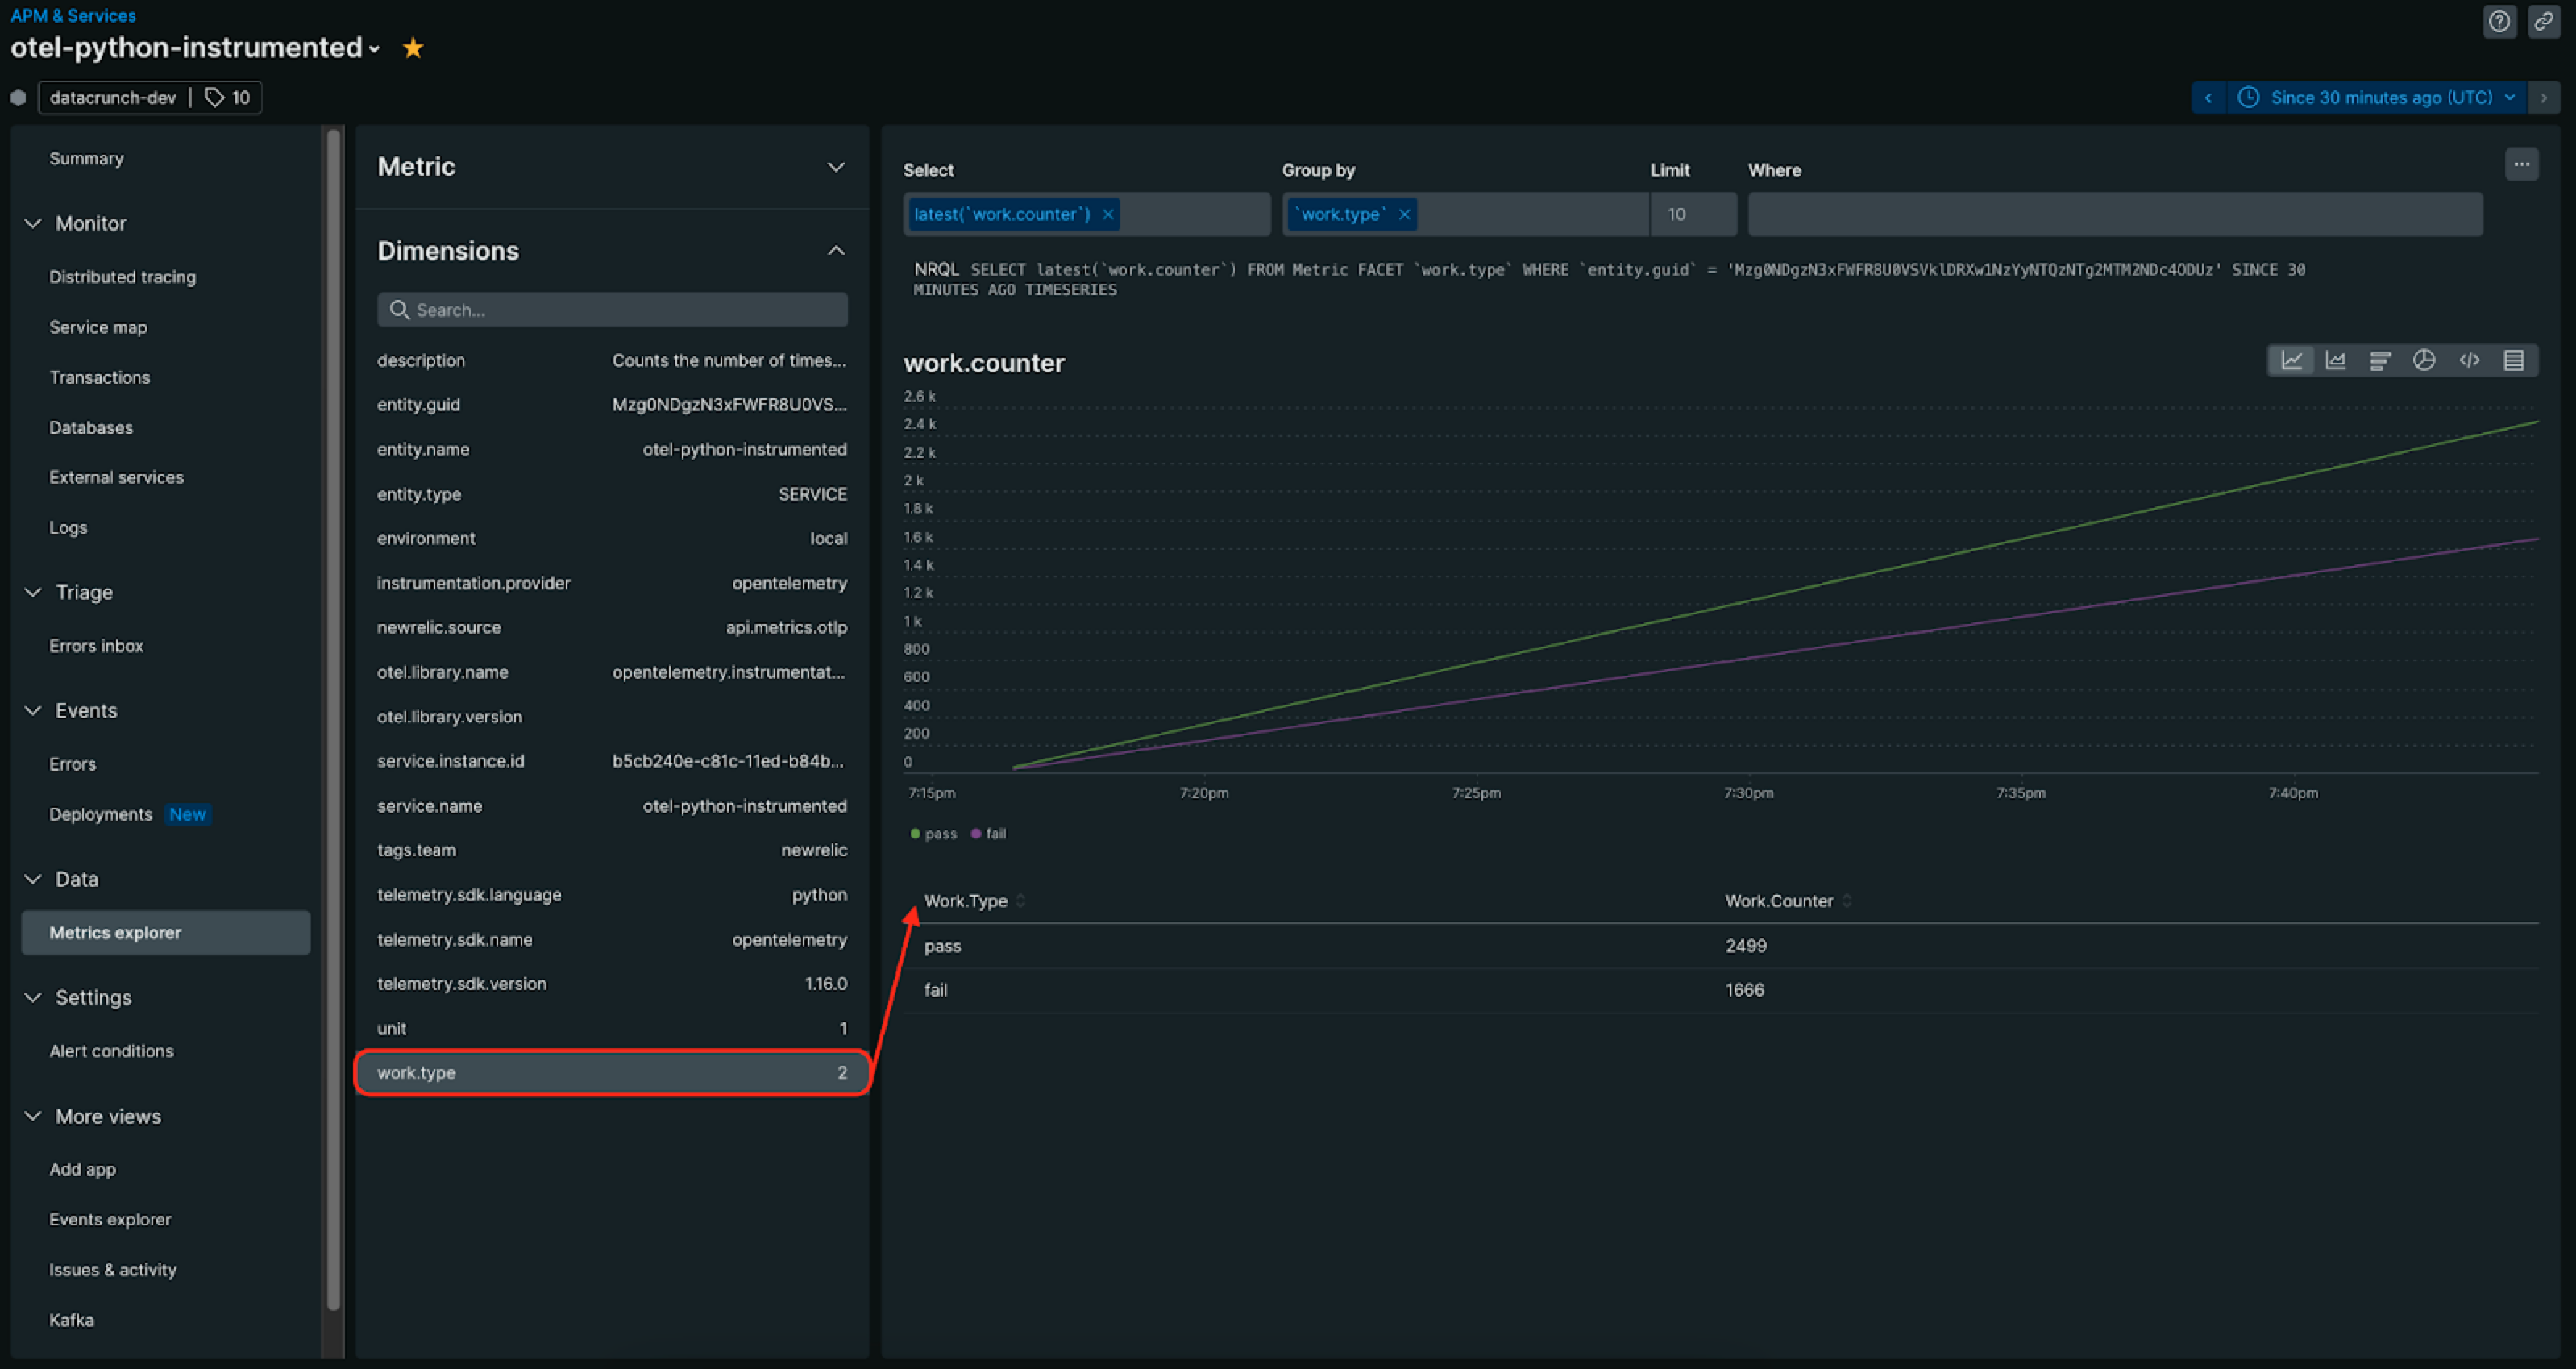 APM & Services
otel-python-instrumented
datacrunch-dev | 10
Since 30 minutes ago (UTC)
Summary
Monitor
Distributed tracing
Service map
Transactions
Databases
External services
Logs
Triage
Errors inbox
Events
Errors
Deployments New
Data
Metrics explorer
Settings
Alert conditions
More views
Add app
Events explorer
Issues & activity
Kafka
Metric
Dimensions
Search...
description Counts the number of times...
entity.guid Mzg0NDgzN3xFWFR8U0VS...
entity.name otel-python-instrumented
entity.type SERVICE
environment local
instrumentation.provider opentelemetry
newrelic.source api.metrics.otlp
otel.library.name opentelemetry.instrumentat...
otel.library.version
service.instance.id b5cb240e-c81c-11ed-b84b...
service.name otel-python-instrumented
tags.team newrelic
telemetry.sdk.language python
telemetry.sdk.name opentelemetry
telemetry.sdk.version 1.16.0
unit 1
work.type 2
Select Group by Limit Where
latest(`work.counter`) × `work.type` × 10
NRQL SELECT latest(`work.counter`) FROM Metric FACET `work.type` WHERE `entity.guid` = 'Mzg0NDgzN3xFWFR8U0VSVklDRXw1NzYyNTQzNTg2MTM2NDc4ODUz' SINCE 30
MINUTES AGO TIMESERIES
work.counter
2.6 k
2.4 k
2.2 k
2 k
1.8 k
1.6 k
1.4 k
1.2 k
1 k
800
600
400
200
0
7:15pm 7:20pm 7:25pm 7:30pm 7:35pm 7:40pm
pass fail
Work.Type Work.Counter
pass 2499
fail 1666